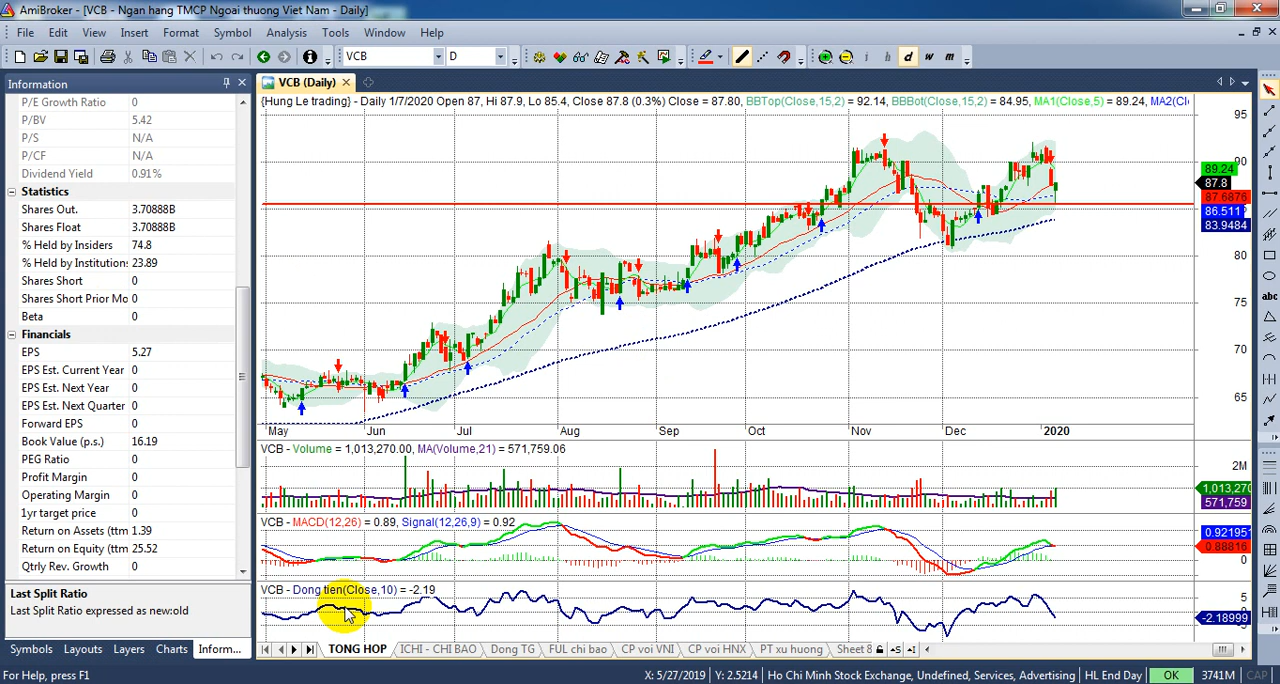 AmiBroker - [VCB - Ngan hang TMCP Ngoai thuong Viet Nam - Daily]
File Edit View Insert Format Symbol Analysis Tools Window Help
VCB D i h d w m
Information
VCB (Daily)
P/E Growth Ratio 0
P/BV 5.42
P/S N/A
P/CF N/A
Dividend Yield 0.91%
Statistics
Shares Out. 3.70888B
Shares Float 3.70888B
% Held by Insiders 74.8
% Held by Institution 23.89
Shares Short 0
Shares Short Prior Mo 0
Beta 0
Financials
EPS 5.27
EPS Est. Current Year 0
EPS Est. Next Year 0
EPS Est. Next Quarter 0
Forward EPS 0
Book Value (p.s.) 16.19
PEG Ratio 0
Profit Margin 0
Operating Margin 0
1yr target price 0
Return on Assets (ttm 1.39
Return on Equity (ttm 25.52
Qtrly Rev. Growth 0
Last Split Ratio
Last Split Ratio expressed as new:old
Symbols Layouts Layers Charts Inform...
{Hung Le trading} - Daily 1/7/2020 Open 87, Hi 87.9, Lo 85.4, Close 87.8 (0.3%) Close = 87.80, BBTop(Close,15,2) = 92.14, BBBot(Close,15,2) = 84.95, MA1(Close,5) = 89.24, MA2(Cl
95
90
89.24
87.8
87.6876
86.511
83.9484
80
75
70
65
May Jun Jul Aug Sep Oct Nov Dec 2020
VCB - Volume = 1,013,270.00, MA(Volume,21) = 571,759.06
2M
1,013,270
571,759
VCB - MACD(12,26) = 0.89, Signal(12,26,9) = 0.92
0.92195
0.88816
0
VCB - Dong tien(Close,10) = -2.19
5
-2.18999
TONG HOP ICHI - CHI BAO Dong TG FUL chi bao CP voi VNI CP voi HNX PT xu huong Sheet 8
abc
For Help, press F1 X: 5/27/2019 Y: 2.5214 Ho Chi Minh Stock Exchange, Undefined, Services, Advertising HL End Day OK 3741M CAP